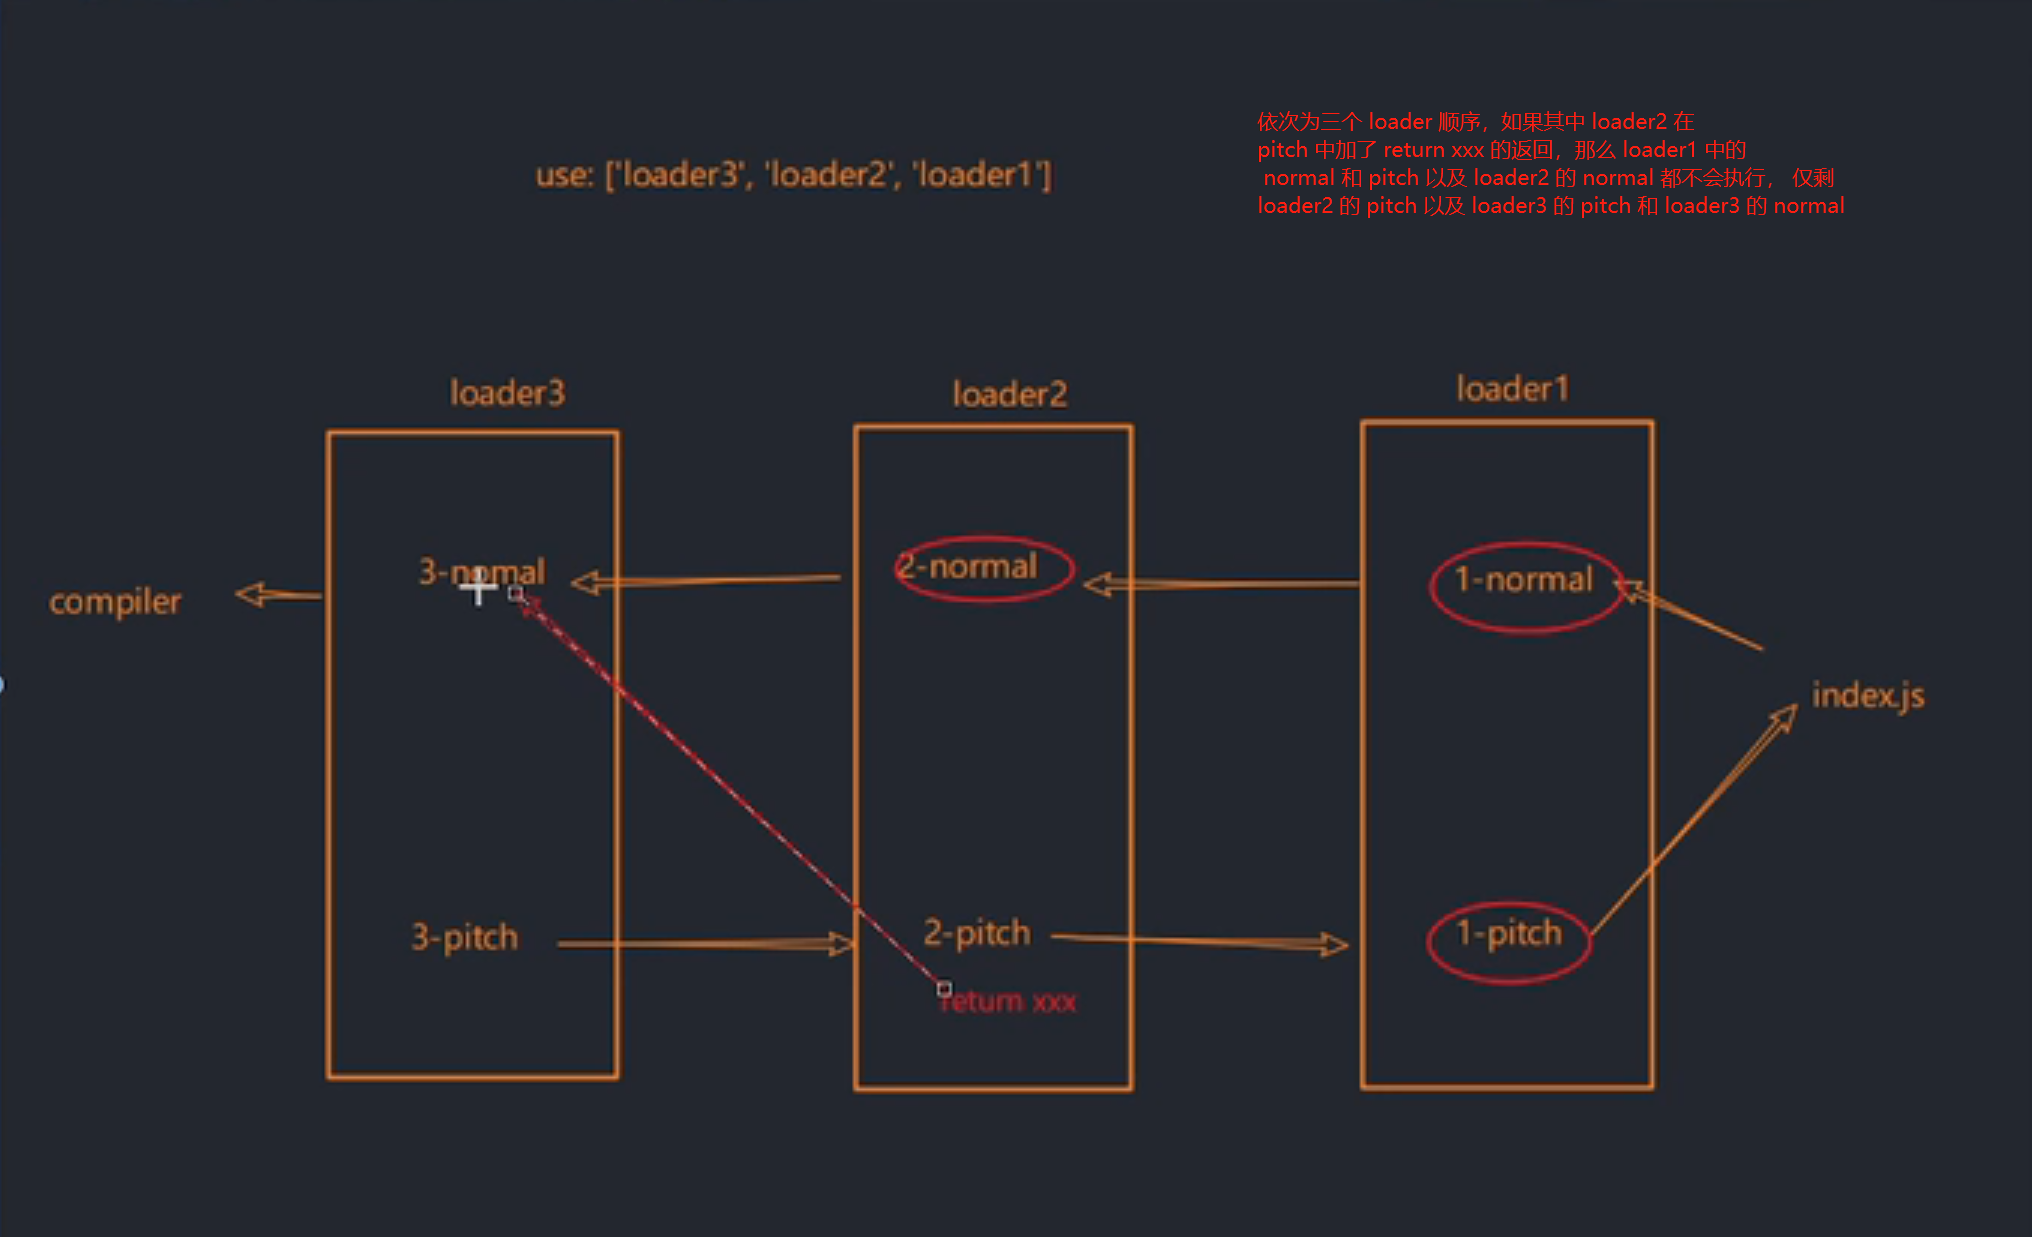 依次为三个 loader 顺序，如果其中 loader2 在
pitch 中加了 return xxx 的返回，那么 loader1 中的
normal 和 pitch 以及 loader2 的 normal 都不会执行， 仅剩
loader2 的 pitch 以及 loader3 的 pitch 和 loader3 的 normal
use: ['loader3', 'loader2', 'loader1']
loader3
loader2
loader1
3-nomal
2-normal
1-normal
compiler
index.js
3-pitch
2-pitch
1-pitch
return xxx